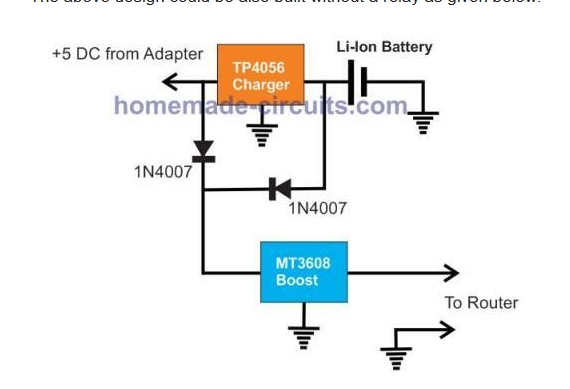 The above design could be also built without a relay as given below.
+5 DC from Adapter
Li-Ion Battery
TP4056
Charger
homemade-circuits.com
1N4007
1N4007
MT3608
Boost
To Router